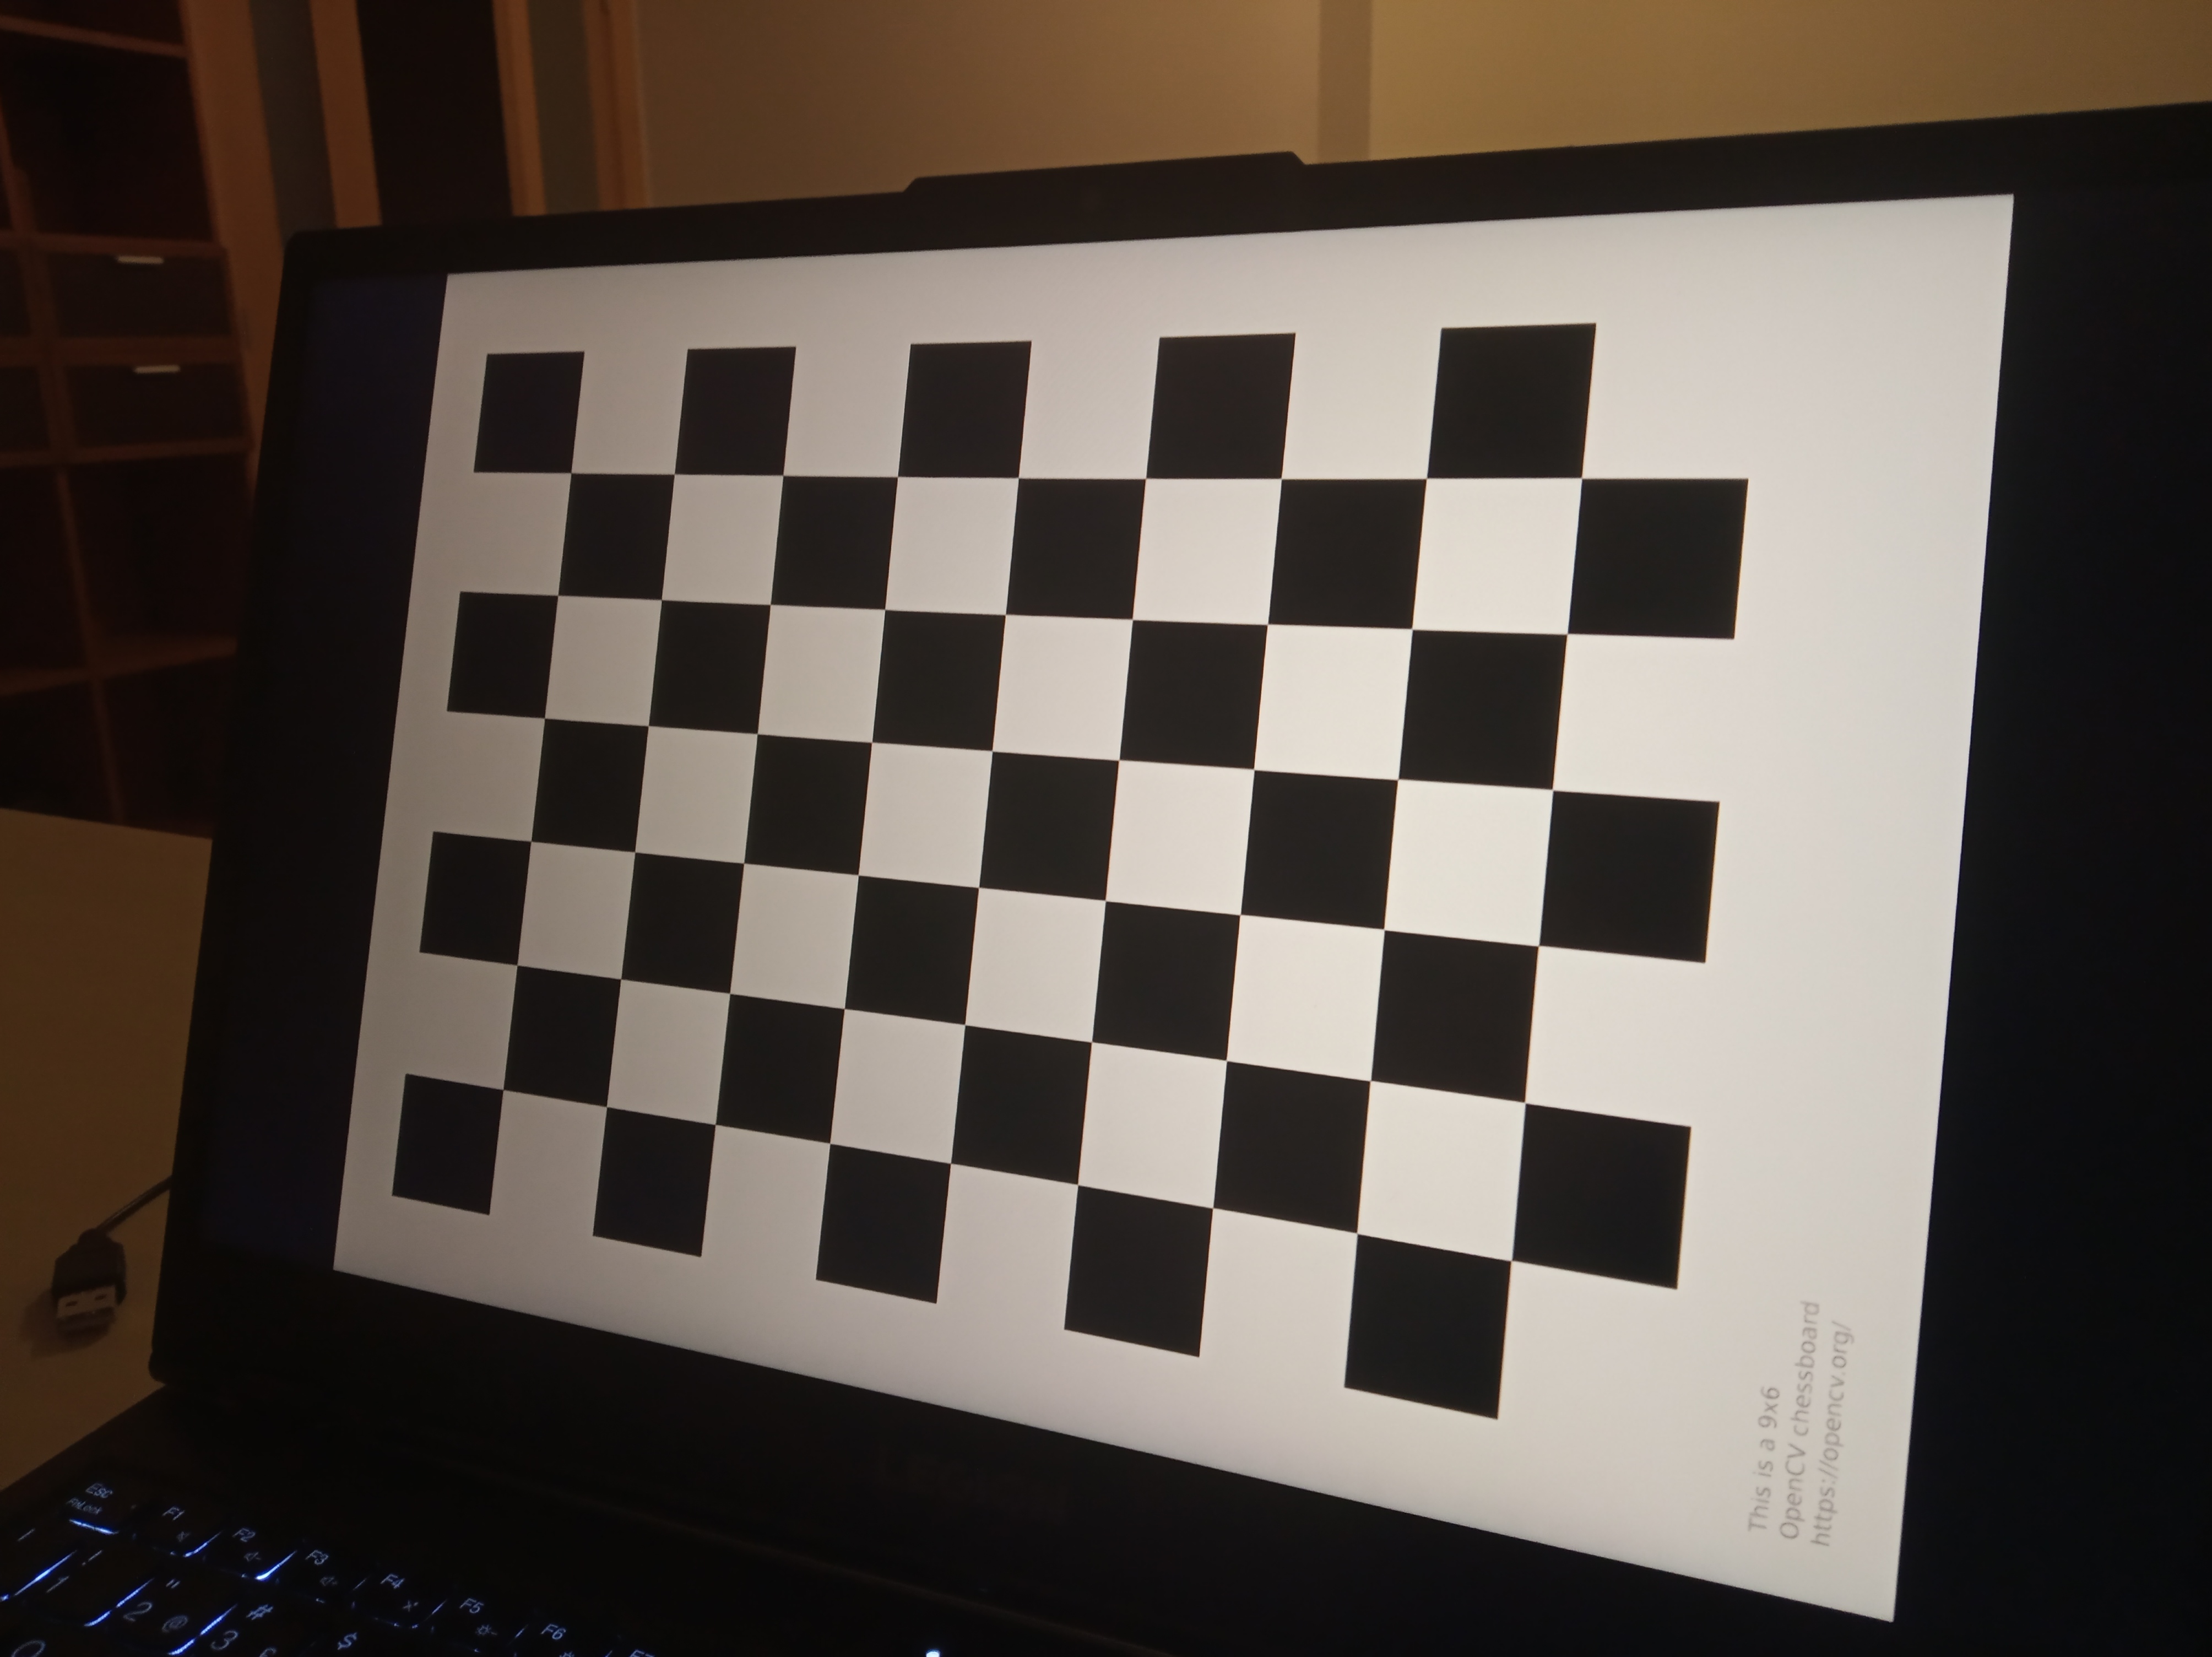 This is a 9x6
OpenCV chessboard
https://opencv.org/
Esc
FnLock
F1
F2
F3
F4
F5
F6
F7
!
1
"
2
@
#
3
$